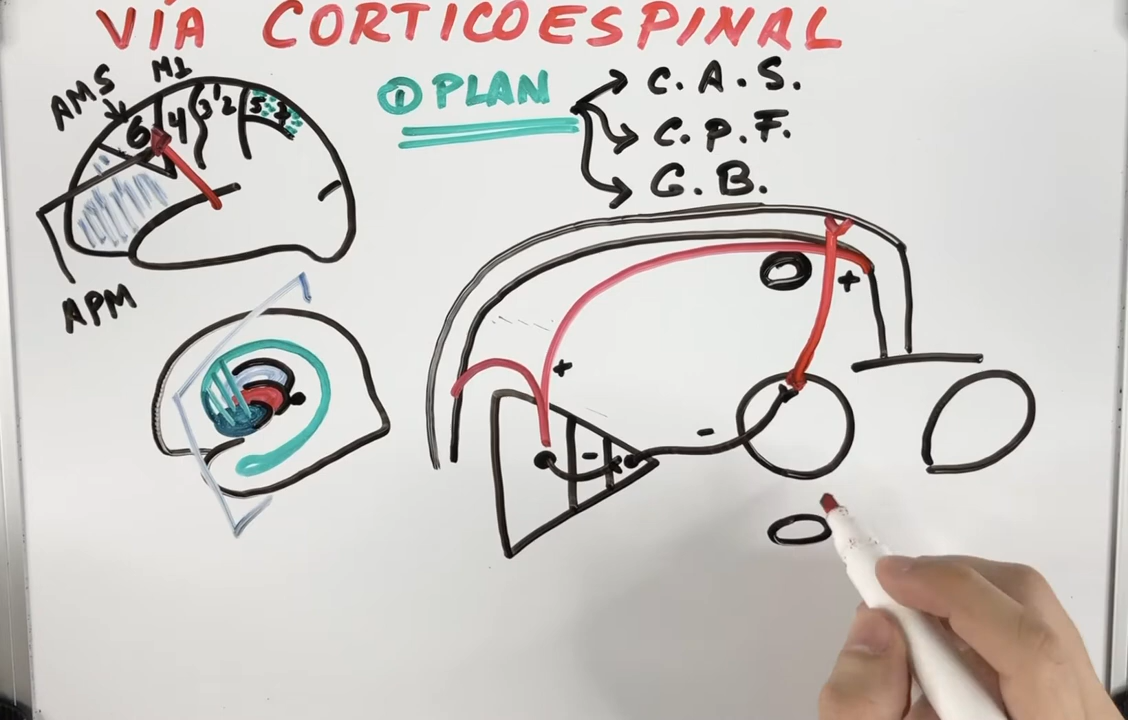 VÍA CORTICOESPINAL
① PLAN
C. A. S.
C. P. F.
G. B.
AMS
M1
6 4 3 1 2 5 7
APM
+
+
-
-